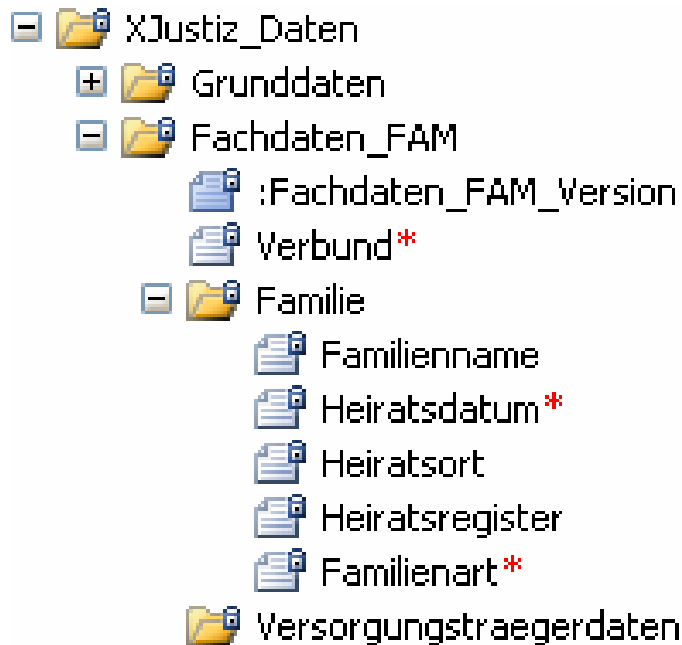 XJustiz_Daten
Grunddaten
Fachdaten_FAM
:Fachdaten_FAM_Version
Verbund*
Familie
Familienname
Heiratsdatum*
Heiratsort
Heiratsregister
Familienart*
Versorgungstraegerdaten